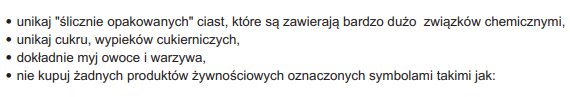 • unikaj "ślicznie opakowanych" ciast, które są zawierają bardzo dużo związków chemicznymi,
• unikaj cukru, wypieków cukierniczych,
• dokładnie myj owoce i warzywa,
• nie kupuj żadnych produktów żywnościowych oznaczonych symbolami takimi jak: